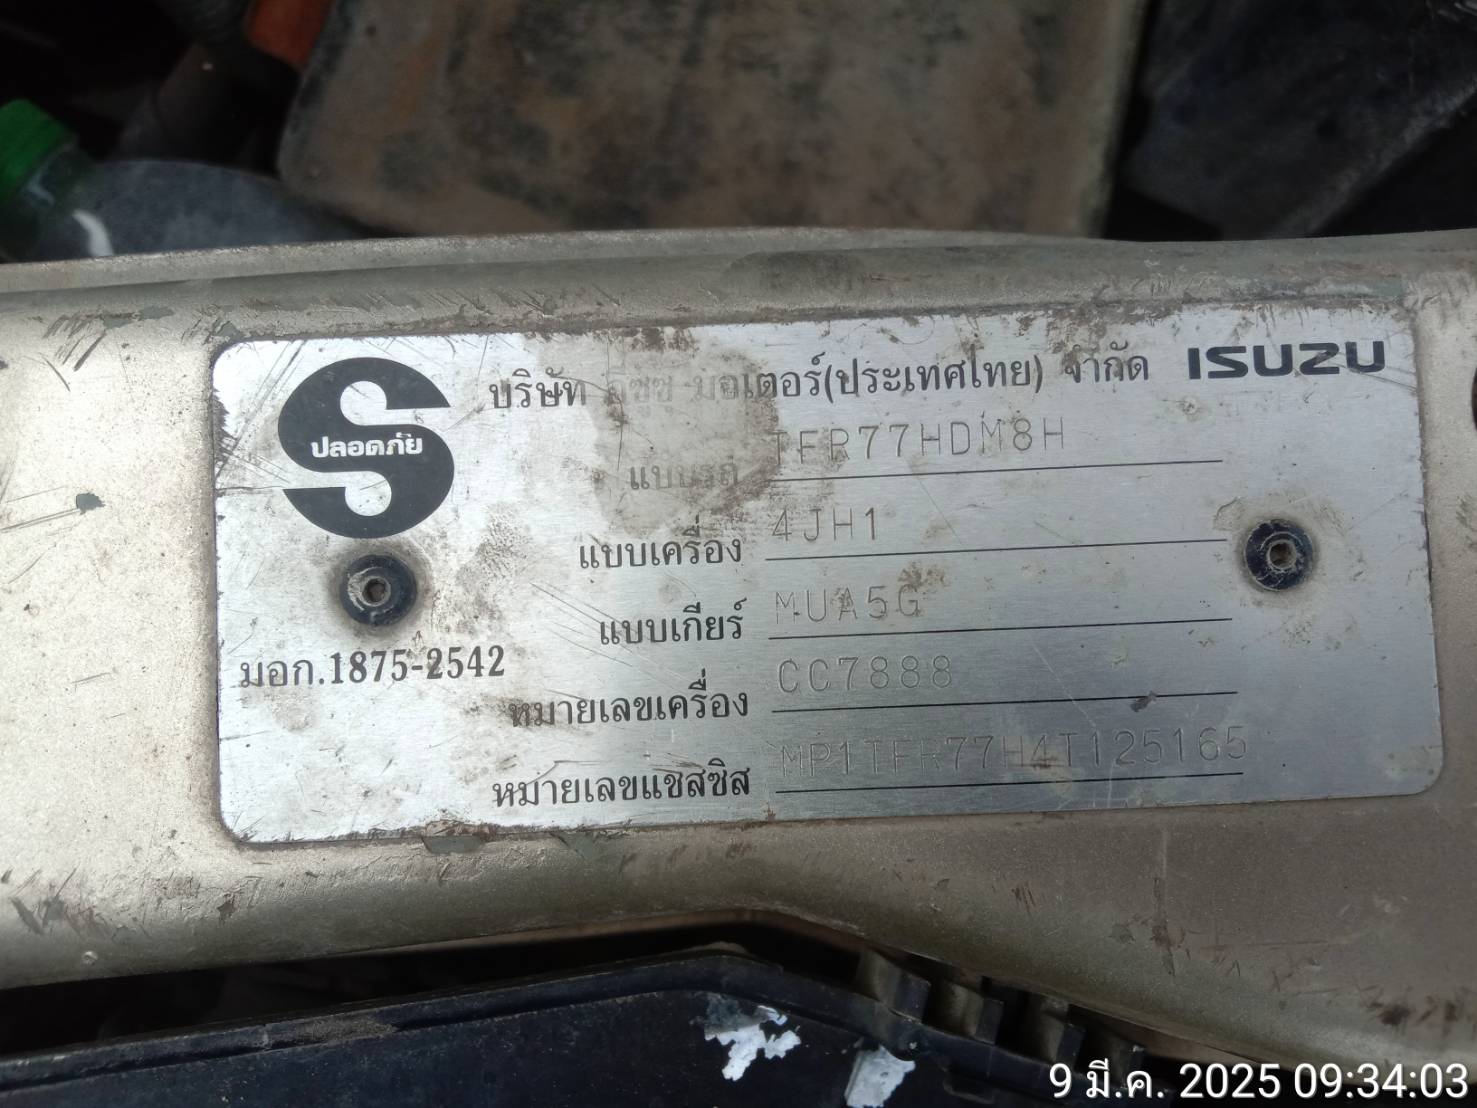 บริษัท อีซูซุ มอเตอร์(ประเทศไทย) จำกัด ISUZU
ปลอดภัย
แบบรถ TFR77HDM8H
แบบเครื่อง 4JH1
แบบเกียร์ MUA5G
มอก.1875-2542
หมายเลขเครื่อง CC7888
หมายเลขแชสซิส MP1TFR77H4T125165
9 มี.ค. 2025 09:34:03